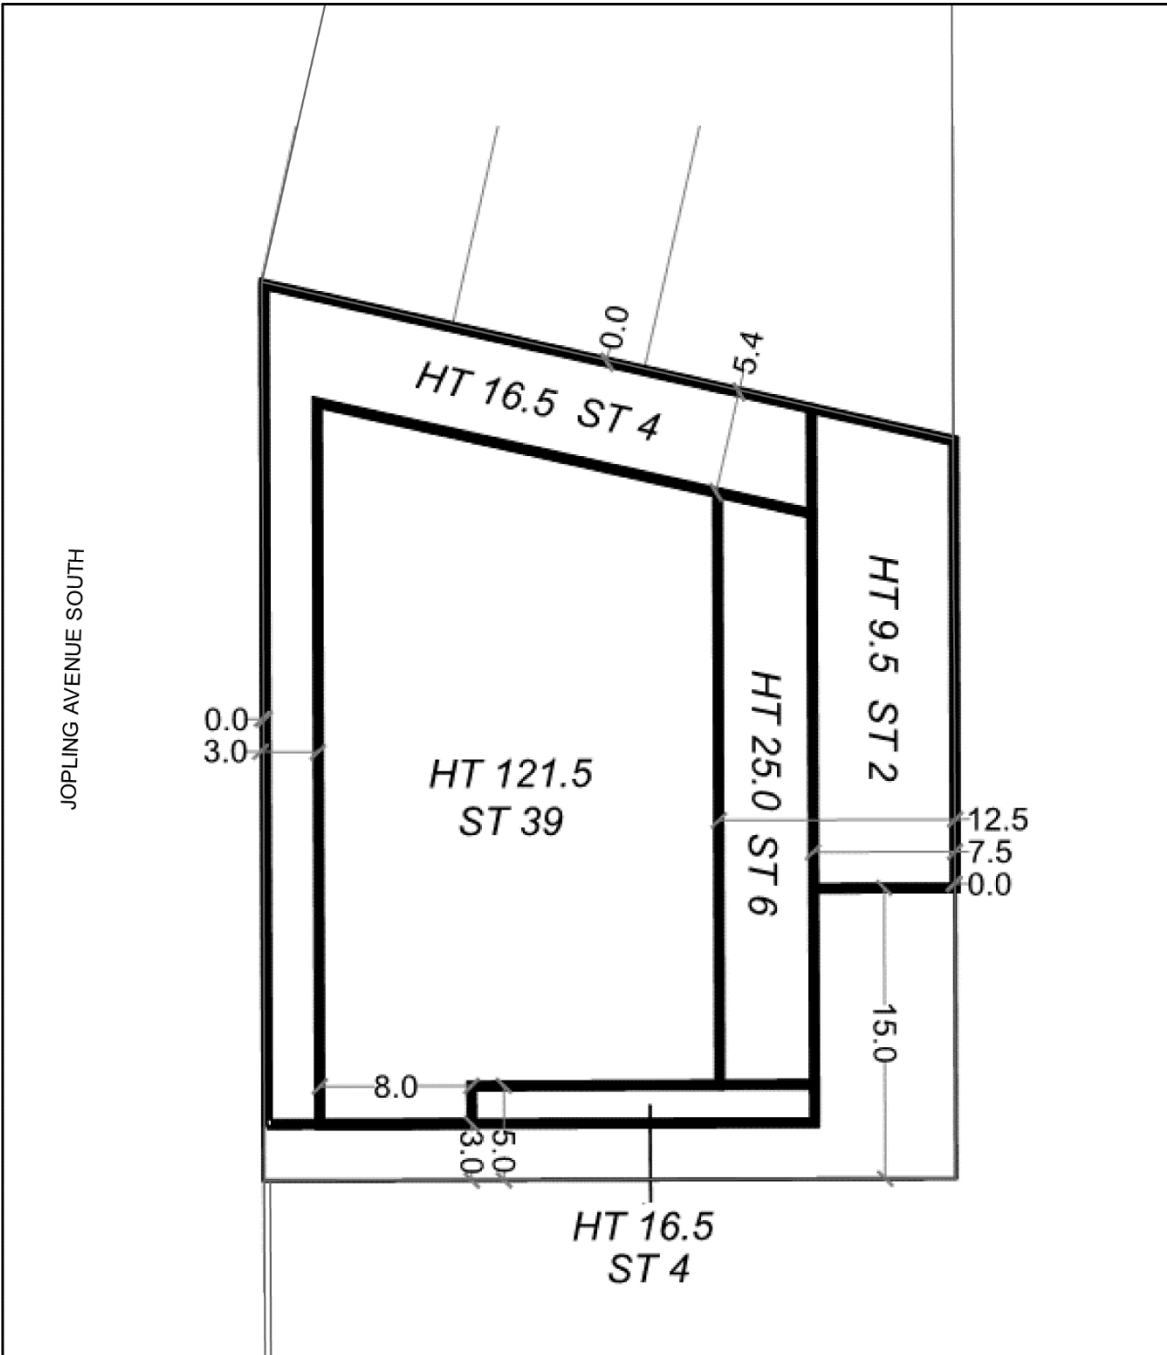 0.0
5.4
HT 16.5 ST 4
JOPLING AVENUE SOUTH
HT 9.5 ST 2
HT 25.0 ST 6
0.0
3.0
HT 121.5
ST 39
12.5
7.5
0.0
15.0
8.0
3.0
5.0
HT 16.5
ST 4